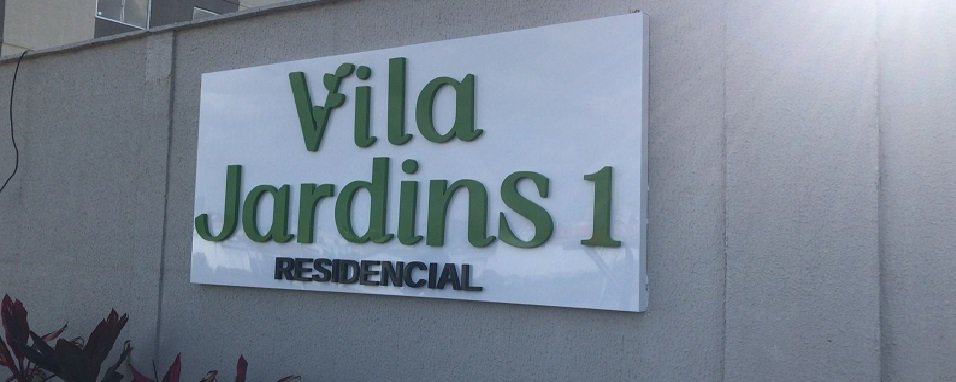 Vila
Jardins 1
RESIDENCIAL